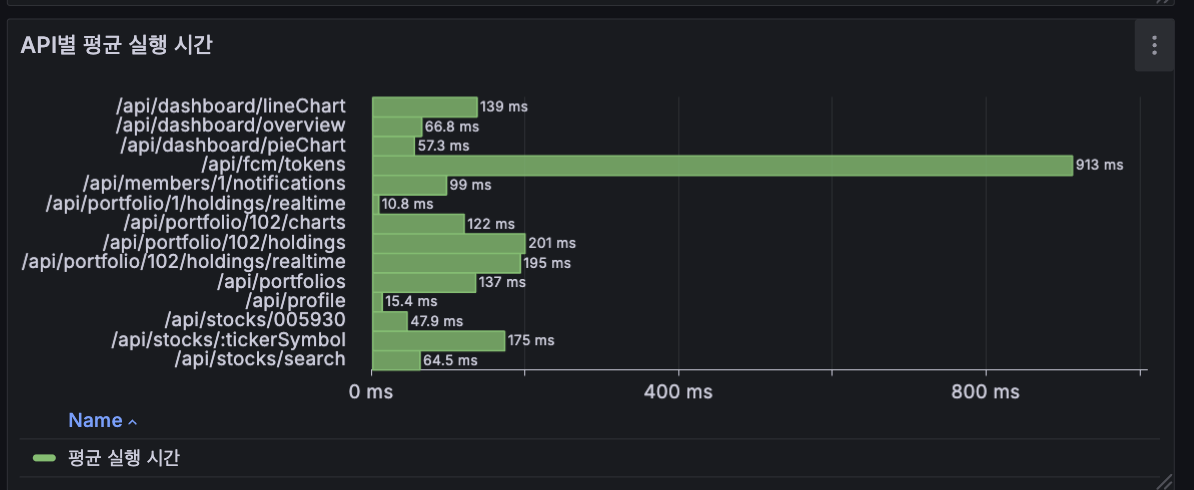 API별 평균 실행 시간
/api/dashboard/lineChart 139 ms
/api/dashboard/overview 66.8 ms
/api/dashboard/pieChart 57.3 ms
/api/fcm/tokens 913 ms
/api/members/1/notifications 99 ms
/api/portfolio/1/holdings/realtime 10.8 ms
/api/portfolio/102/charts 122 ms
/api/portfolio/102/holdings 201 ms
/api/portfolio/102/holdings/realtime 195 ms
/api/portfolios 137 ms
/api/profile 15.4 ms
/api/stocks/005930 47.9 ms
/api/stocks/:tickerSymbol 175 ms
/api/stocks/search 64.5 ms
0 ms 400 ms 800 ms
Name
평균 실행 시간